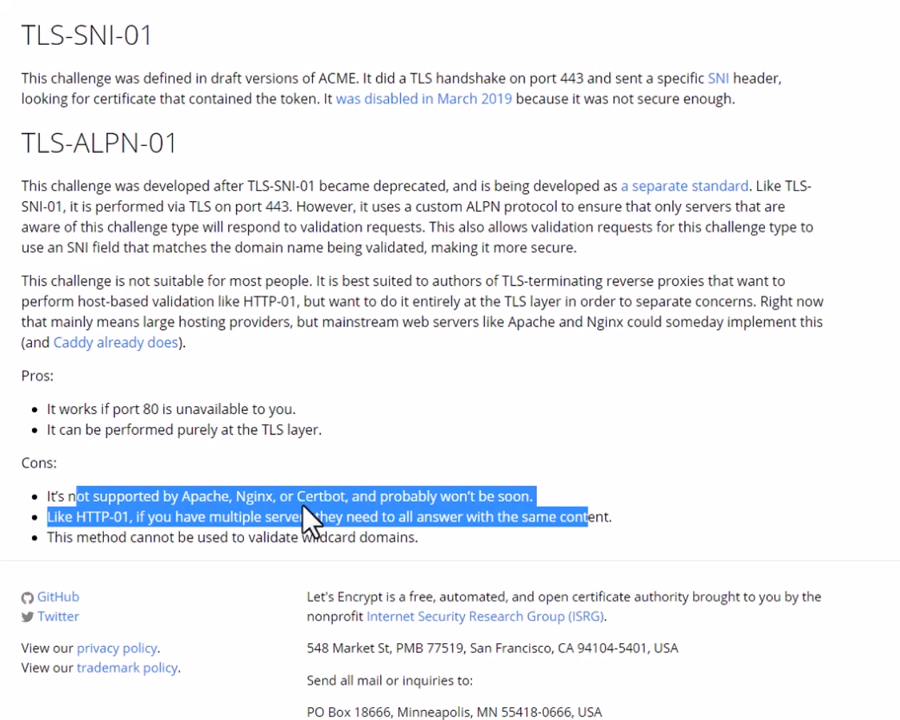 TLS-SNI-01
This challenge was defined in draft versions of ACME. It did a TLS handshake on port 443 and sent a specific SNI header,
looking for certificate that contained the token. It was disabled in March 2019 because it was not secure enough.
TLS-ALPN-01
This challenge was developed after TLS-SNI-01 became deprecated, and is being developed as a separate standard. Like TLS-
SNI-01, it is performed via TLS on port 443. However, it uses a custom ALPN protocol to ensure that only servers that are
aware of this challenge type will respond to validation requests. This also allows validation requests for this challenge type to
use an SNI field that matches the domain name being validated, making it more secure.
This challenge is not suitable for most people. It is best suited to authors of TLS-terminating reverse proxies that want to
perform host-based validation like HTTP-01, but want to do it entirely at the TLS layer in order to separate concerns. Right now
that mainly means large hosting providers, but mainstream web servers like Apache and Nginx could someday implement this
(and Caddy already does).
Pros:
• It works if port 80 is unavailable to you.
• It can be performed purely at the TLS layer.
Cons:
• It's not supported by Apache, Nginx, or Certbot, and probably won't be soon.
• Like HTTP-01, if you have multiple servers they need to all answer with the same content.
• This method cannot be used to validate wildcard domains.
GitHub
Twitter
View our privacy policy.
View our trademark policy.
Let's Encrypt is a free, automated, and open certificate authority brought to you by the
nonprofit Internet Security Research Group (ISRG).
548 Market St, PMB 77519, San Francisco, CA 94104-5401, USA
Send all mail or inquiries to:
PO Box 18666, Minneapolis, MN 55418-0666, USA